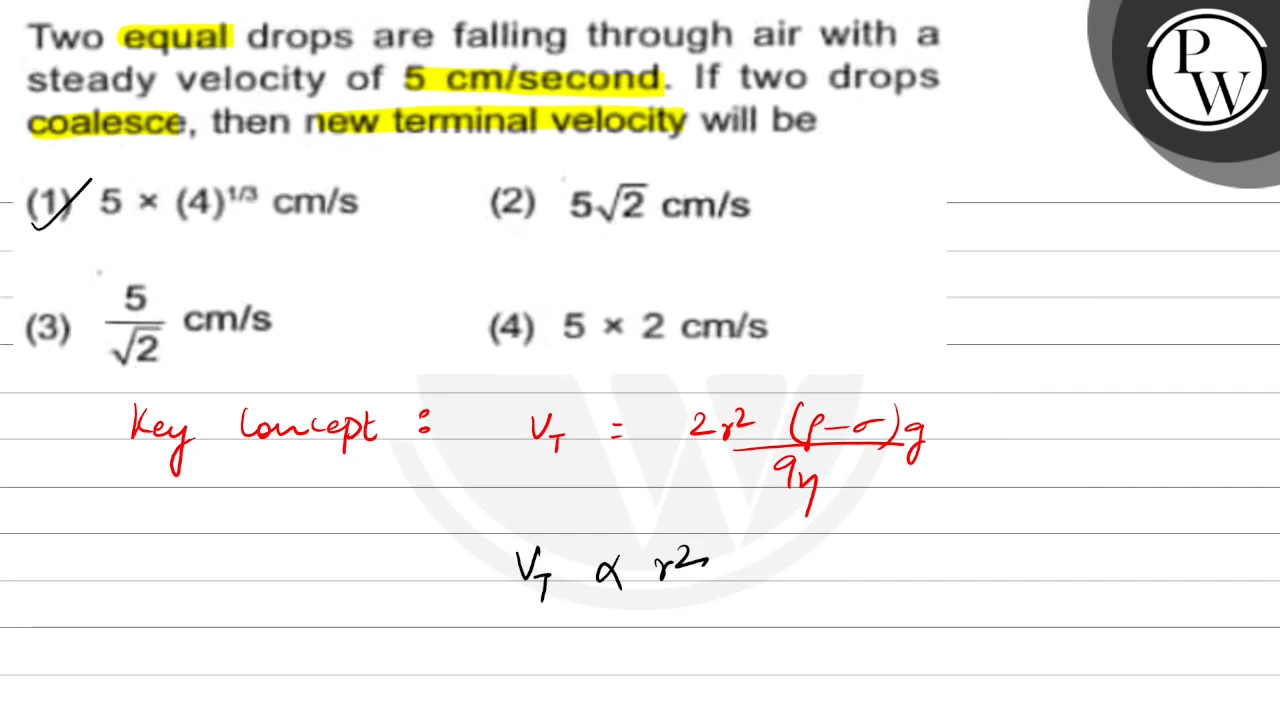 Two equal drops are falling through air with a
steady velocity of 5 cm/second. If two drops
coalesce, then new terminal velocity will be
(1) 5 × (4)^{1/3} cm/s
(2) 5√2 cm/s
(3) 5/√2 cm/s
(4) 5 × 2 cm/s
Key Concept : V_T = 2r² (ρ-σ)g / 9η
V_T ∝ r²
PW